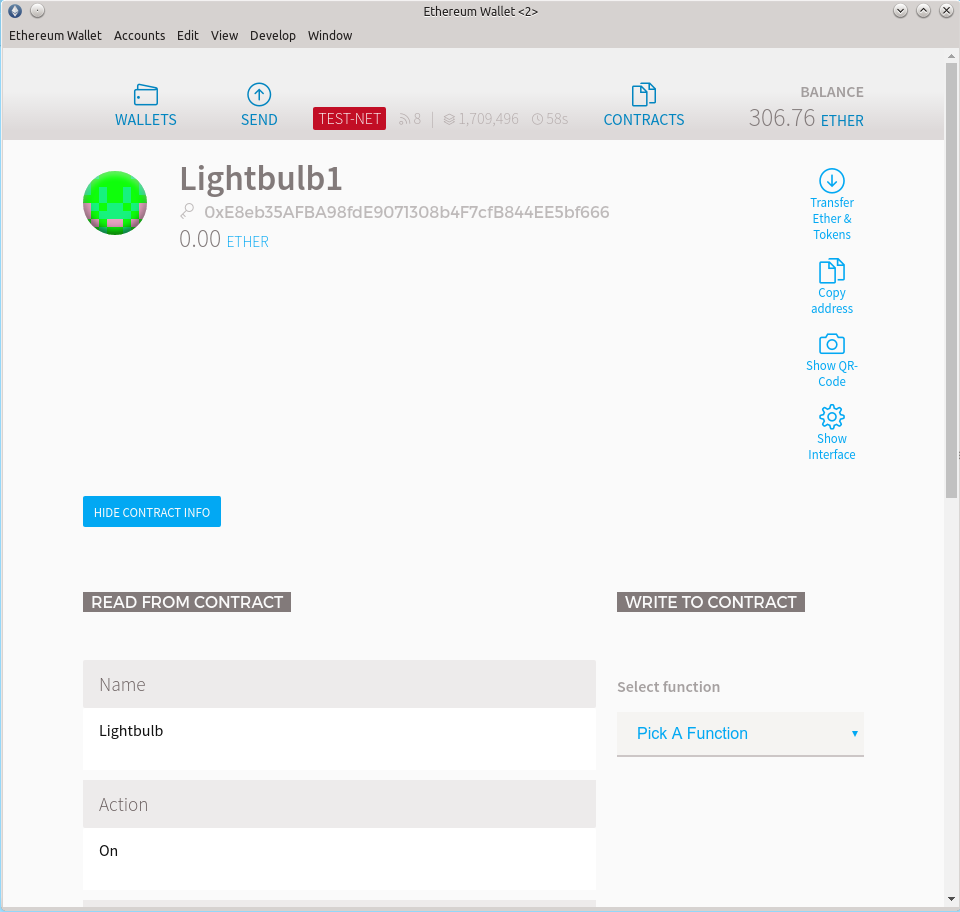 Ethereum Wallet <2>
Ethereum Wallet Accounts Edit View Develop Window
WALLETS
SEND
TEST-NET 8 | 1,709,496 58s
CONTRACTS
BALANCE
306.76 ETHER
Lightbulb1
0xE8eb35AFBA98fdE9071308b4F7cfB844EE5bf666
0.00 ETHER
Transfer
Ether &
Tokens
Copy
address
Show QR-
Code
Show
Interface
HIDE CONTRACT INFO
READ FROM CONTRACT
Name
Lightbulb
Action
On
WRITE TO CONTRACT
Select function
Pick A Function